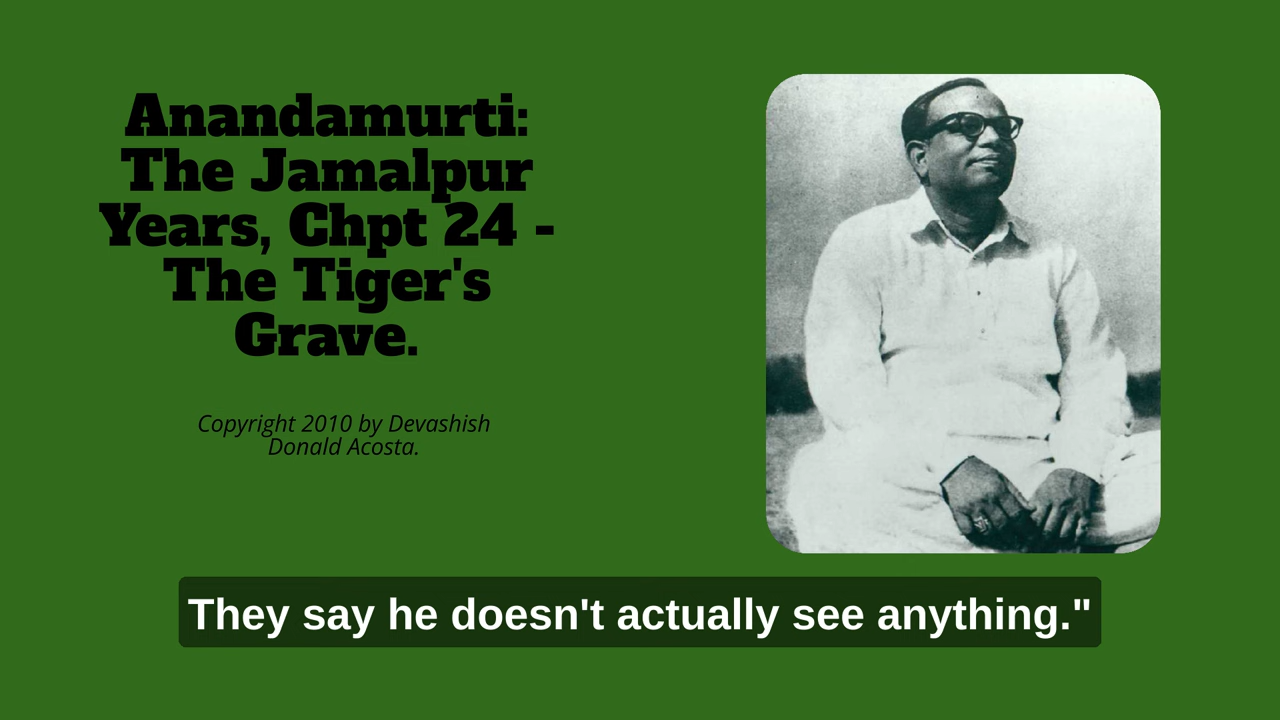 Anandamurti:
The Jamalpur
Years, Chpt 24 -
The Tiger's
Grave.
Copyright 2010 by Devashish
Donald Acosta.
They say he doesn't actually see anything."